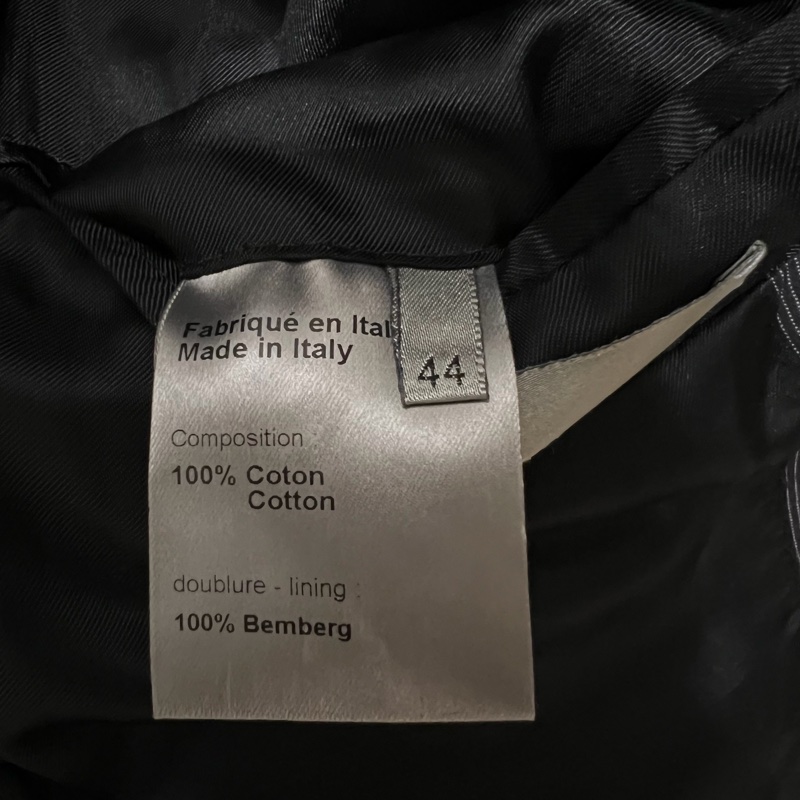 Fabriqué en Ital
Made in Italy
44
Composition :
100% Coton
Cotton
doublure - lining :
100% Bemberg